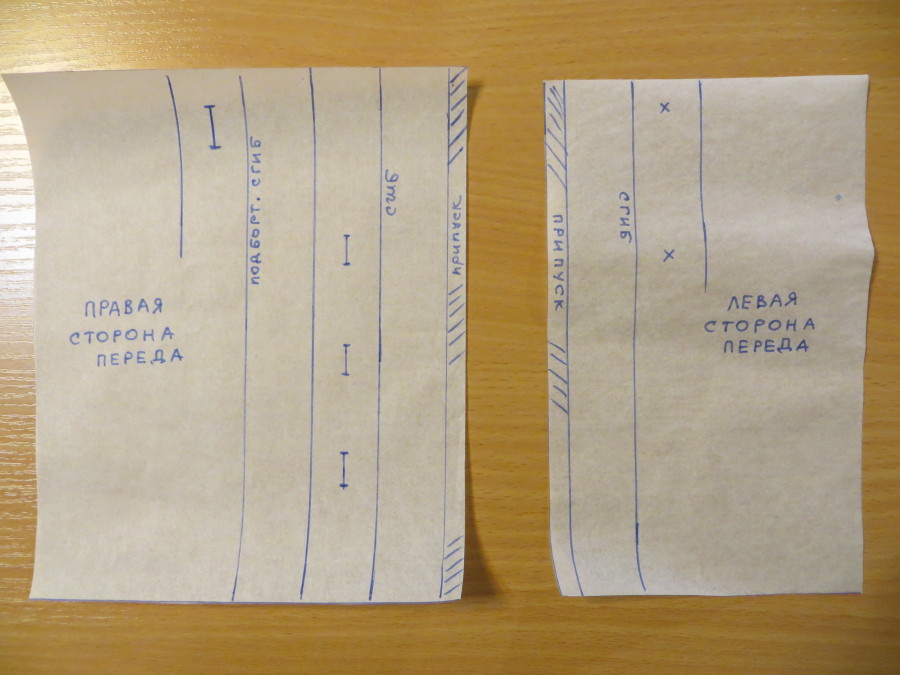 ПРАВАЯ
СТОРОНА
ПЕРЕДА
ПОДБОРТ. СГИБ
СГИБ
ПРИПУСК
ПРИПУСК
СГИБ
ЛЕВАЯ
СТОРОНА
ПЕРЕДА